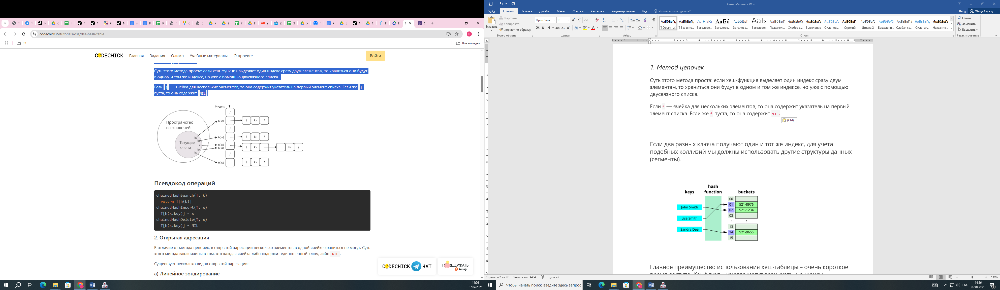 codechick.io/tutorials/dsa/dsa-hash-table
!!!!
Все закладки
CODECHICK
Главная
Задания
Олимп
Учебные материалы
О проекте
Войти
Суть этого метода проста: если хеш-функция выделяет один индекс сразу двум элементам, то храниться они будут
в одном и том же индексе, но уже с помощью двусвязного списка.
Если j — ячейка для нескольких элементов, то она содержит указатель на первый элемент списка. Если же j
пуста, то она содержит NIL .
Индекс T
Пространство
всех ключей
Текущие
ключи
k₂
k₁
k₃
k₄
k₅
h(k₂)
h(k₁)
h(k₃)
h(k₄)
h(k₅)
/
/
/
/
/ k₂ /
/ k₁ /
/ k₃
k₄ /
/ k₅ /
Псевдокод операций
chainedHashSearch(T, k)
return T[h(k)]
chainedHashInsert(T, x)
T[h(x.key)] = x
chainedHashDelete(T, x)
T[h(x.key)] = NIL
2. Открытая адресация
В отличие от метода цепочек, в открытой адресации несколько элементов в одной ячейке храниться не могут. Суть
этого метода заключается в том, что каждая ячейка либо содержит единственный ключ, либо NIL .
Существует несколько видов открытой адресации:
а) Линейное зондирование
CODECHICK ЧАТ
boosty
14:26
07.04.2025
Хеш-таблицы - Word
Файл
Главная
Вставка
Дизайн
Макет
Ссылки
Рассылки
Рецензирование
Вид
Что вы хотите сделать?
Вход
Общий доступ
Вставить
Вырезать
Копировать
Формат по образцу
Буфер обмена
Open Sans
13
Шрифт
Абзац
¶ Обычный
¶ Без инте...
Заголово...
Заголово...
Заголово...
Заголовок
Подзагол...
Слабое в...
Выделение
Сильное...
Строгий
Цитата 2
Выделенн...
Слабая сс...
Сильная...
Название...
Стили
Найти
Заменить
Выделить
Редактирование
1. Метод цепочек
Суть этого метода проста: если хеш-функция выделяет один индекс сразу двум
элементам, то храниться они будут в одном и том же индексе, но уже с помощью
двусвязного списка.
Если j — ячейка для нескольких элементов, то она содержит указатель на первый
элемент списка. Если же j пуста, то она содержит NIL.
(Ctrl)
Если два разных ключа получают один и тот же индекс, для учета
подобных коллизий мы должны использовать другие структуры данных
(сегменты).
keys
hash
function
buckets
John Smith
Lisa Smith
Sandra Dee
00
01 521-8976
02 521-1234
03
: :
13
14 521-9655
15
Главное преимущество использования хеш-таблицы – очень короткое
время доступа. Конфликты иногда могут возникать, но шансы
Страница 2 из 57
Число слов: 4484
русский
130%
Чтобы начать поиск, введите здесь запрос
ENG
14:26
07.04.2025